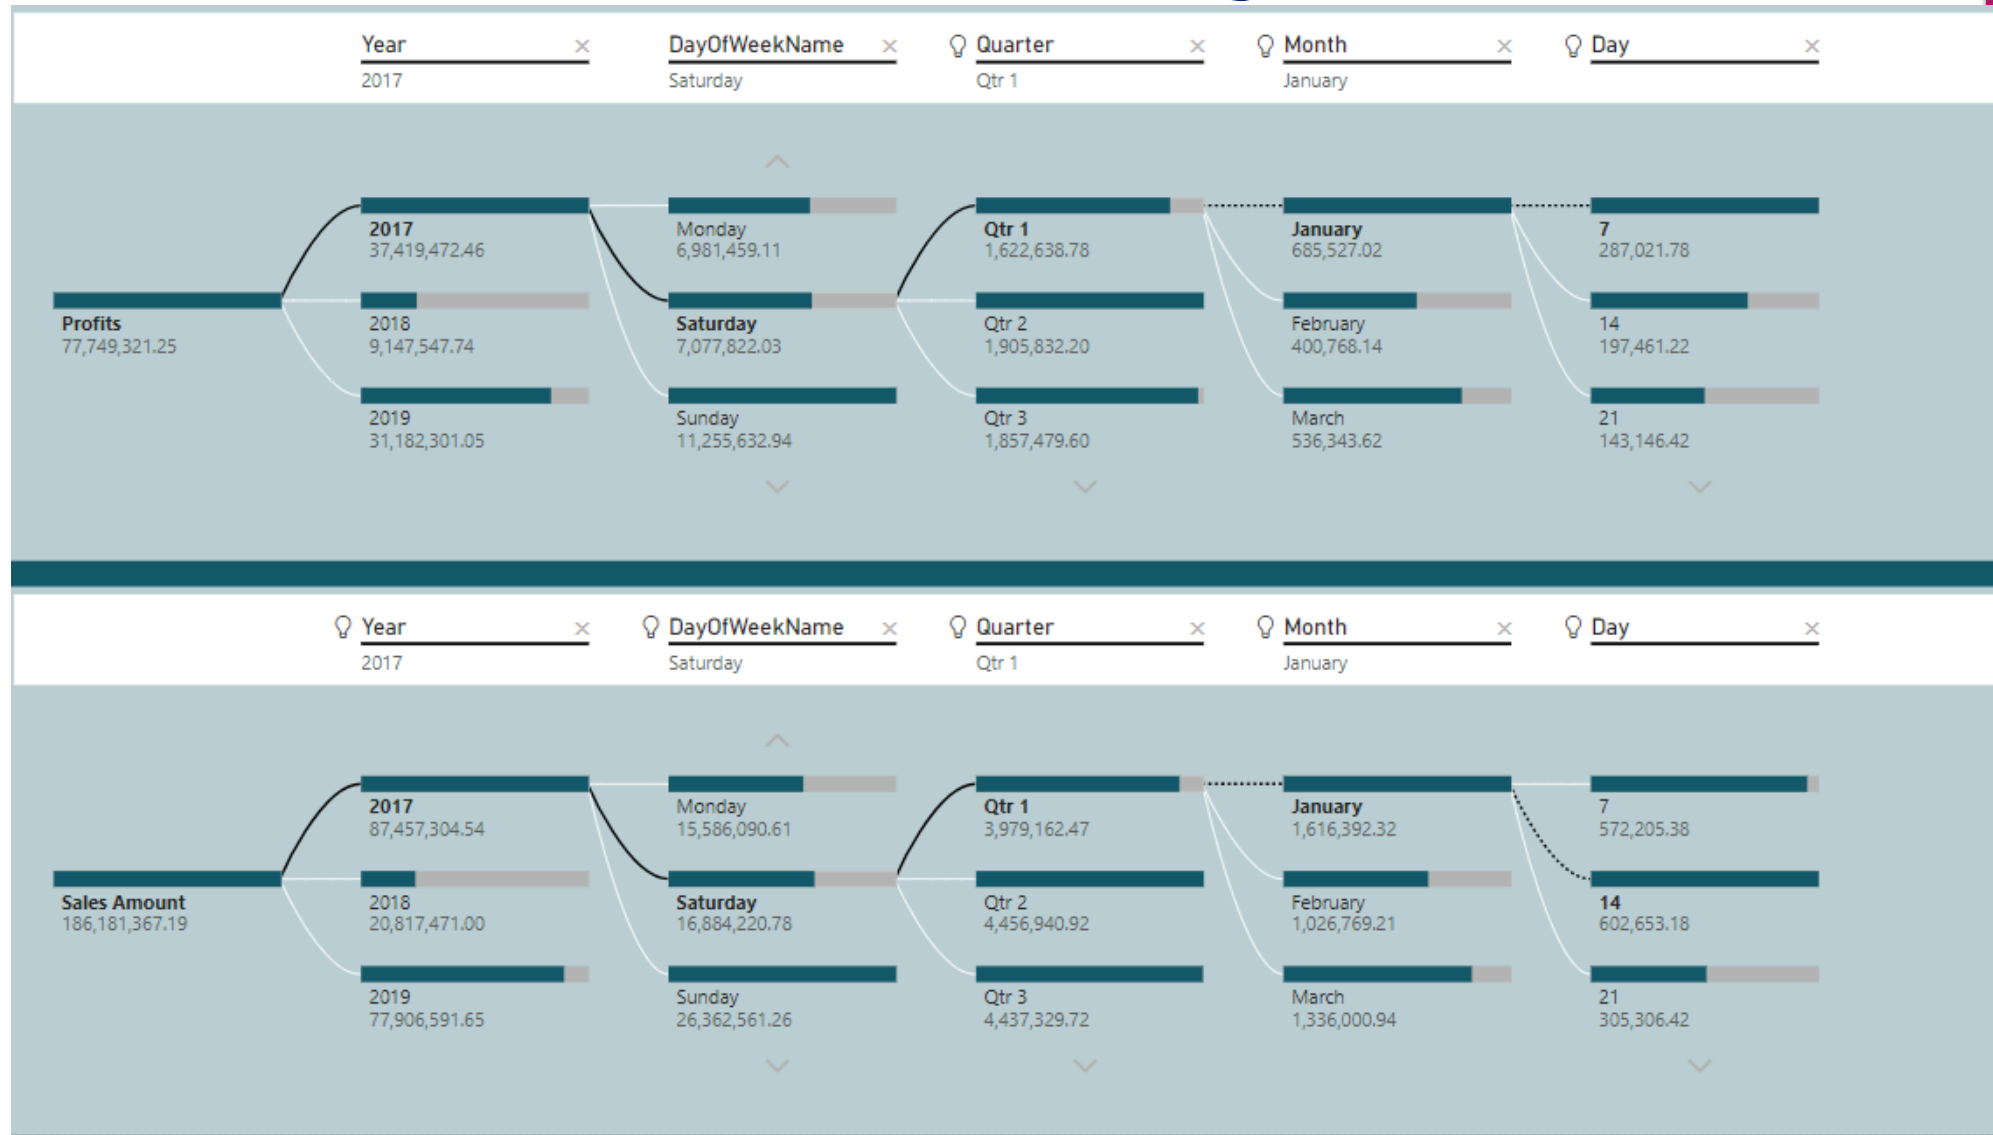 Year
DayOfWeekName
Quarter
Month
Day
2017
Saturday
Qtr 1
January
Profits
77,749,321.25
2017
37,419,472.46
2018
9,147,547.74
2019
31,182,301.05
Monday
6,981,459.11
Saturday
7,077,822.03
Sunday
11,255,632.94
Qtr 1
1,622,638.78
Qtr 2
1,905,832.20
Qtr 3
1,857,479.60
January
685,527.02
February
400,768.14
March
536,343.62
7
287,021.78
14
197,461.22
21
143,146.42
Year
DayOfWeekName
Quarter
Month
Day
2017
Saturday
Qtr 1
January
Sales Amount
186,181,367.19
2017
87,457,304.54
2018
20,817,471.00
2019
77,906,591.65
Monday
15,586,090.61
Saturday
16,884,220.78
Sunday
26,362,561.26
Qtr 1
3,979,162.47
Qtr 2
4,456,940.92
Qtr 3
4,437,329.72
January
1,616,392.32
February
1,026,769.21
March
1,336,000.94
7
572,205.38
14
602,653.18
21
305,306.42